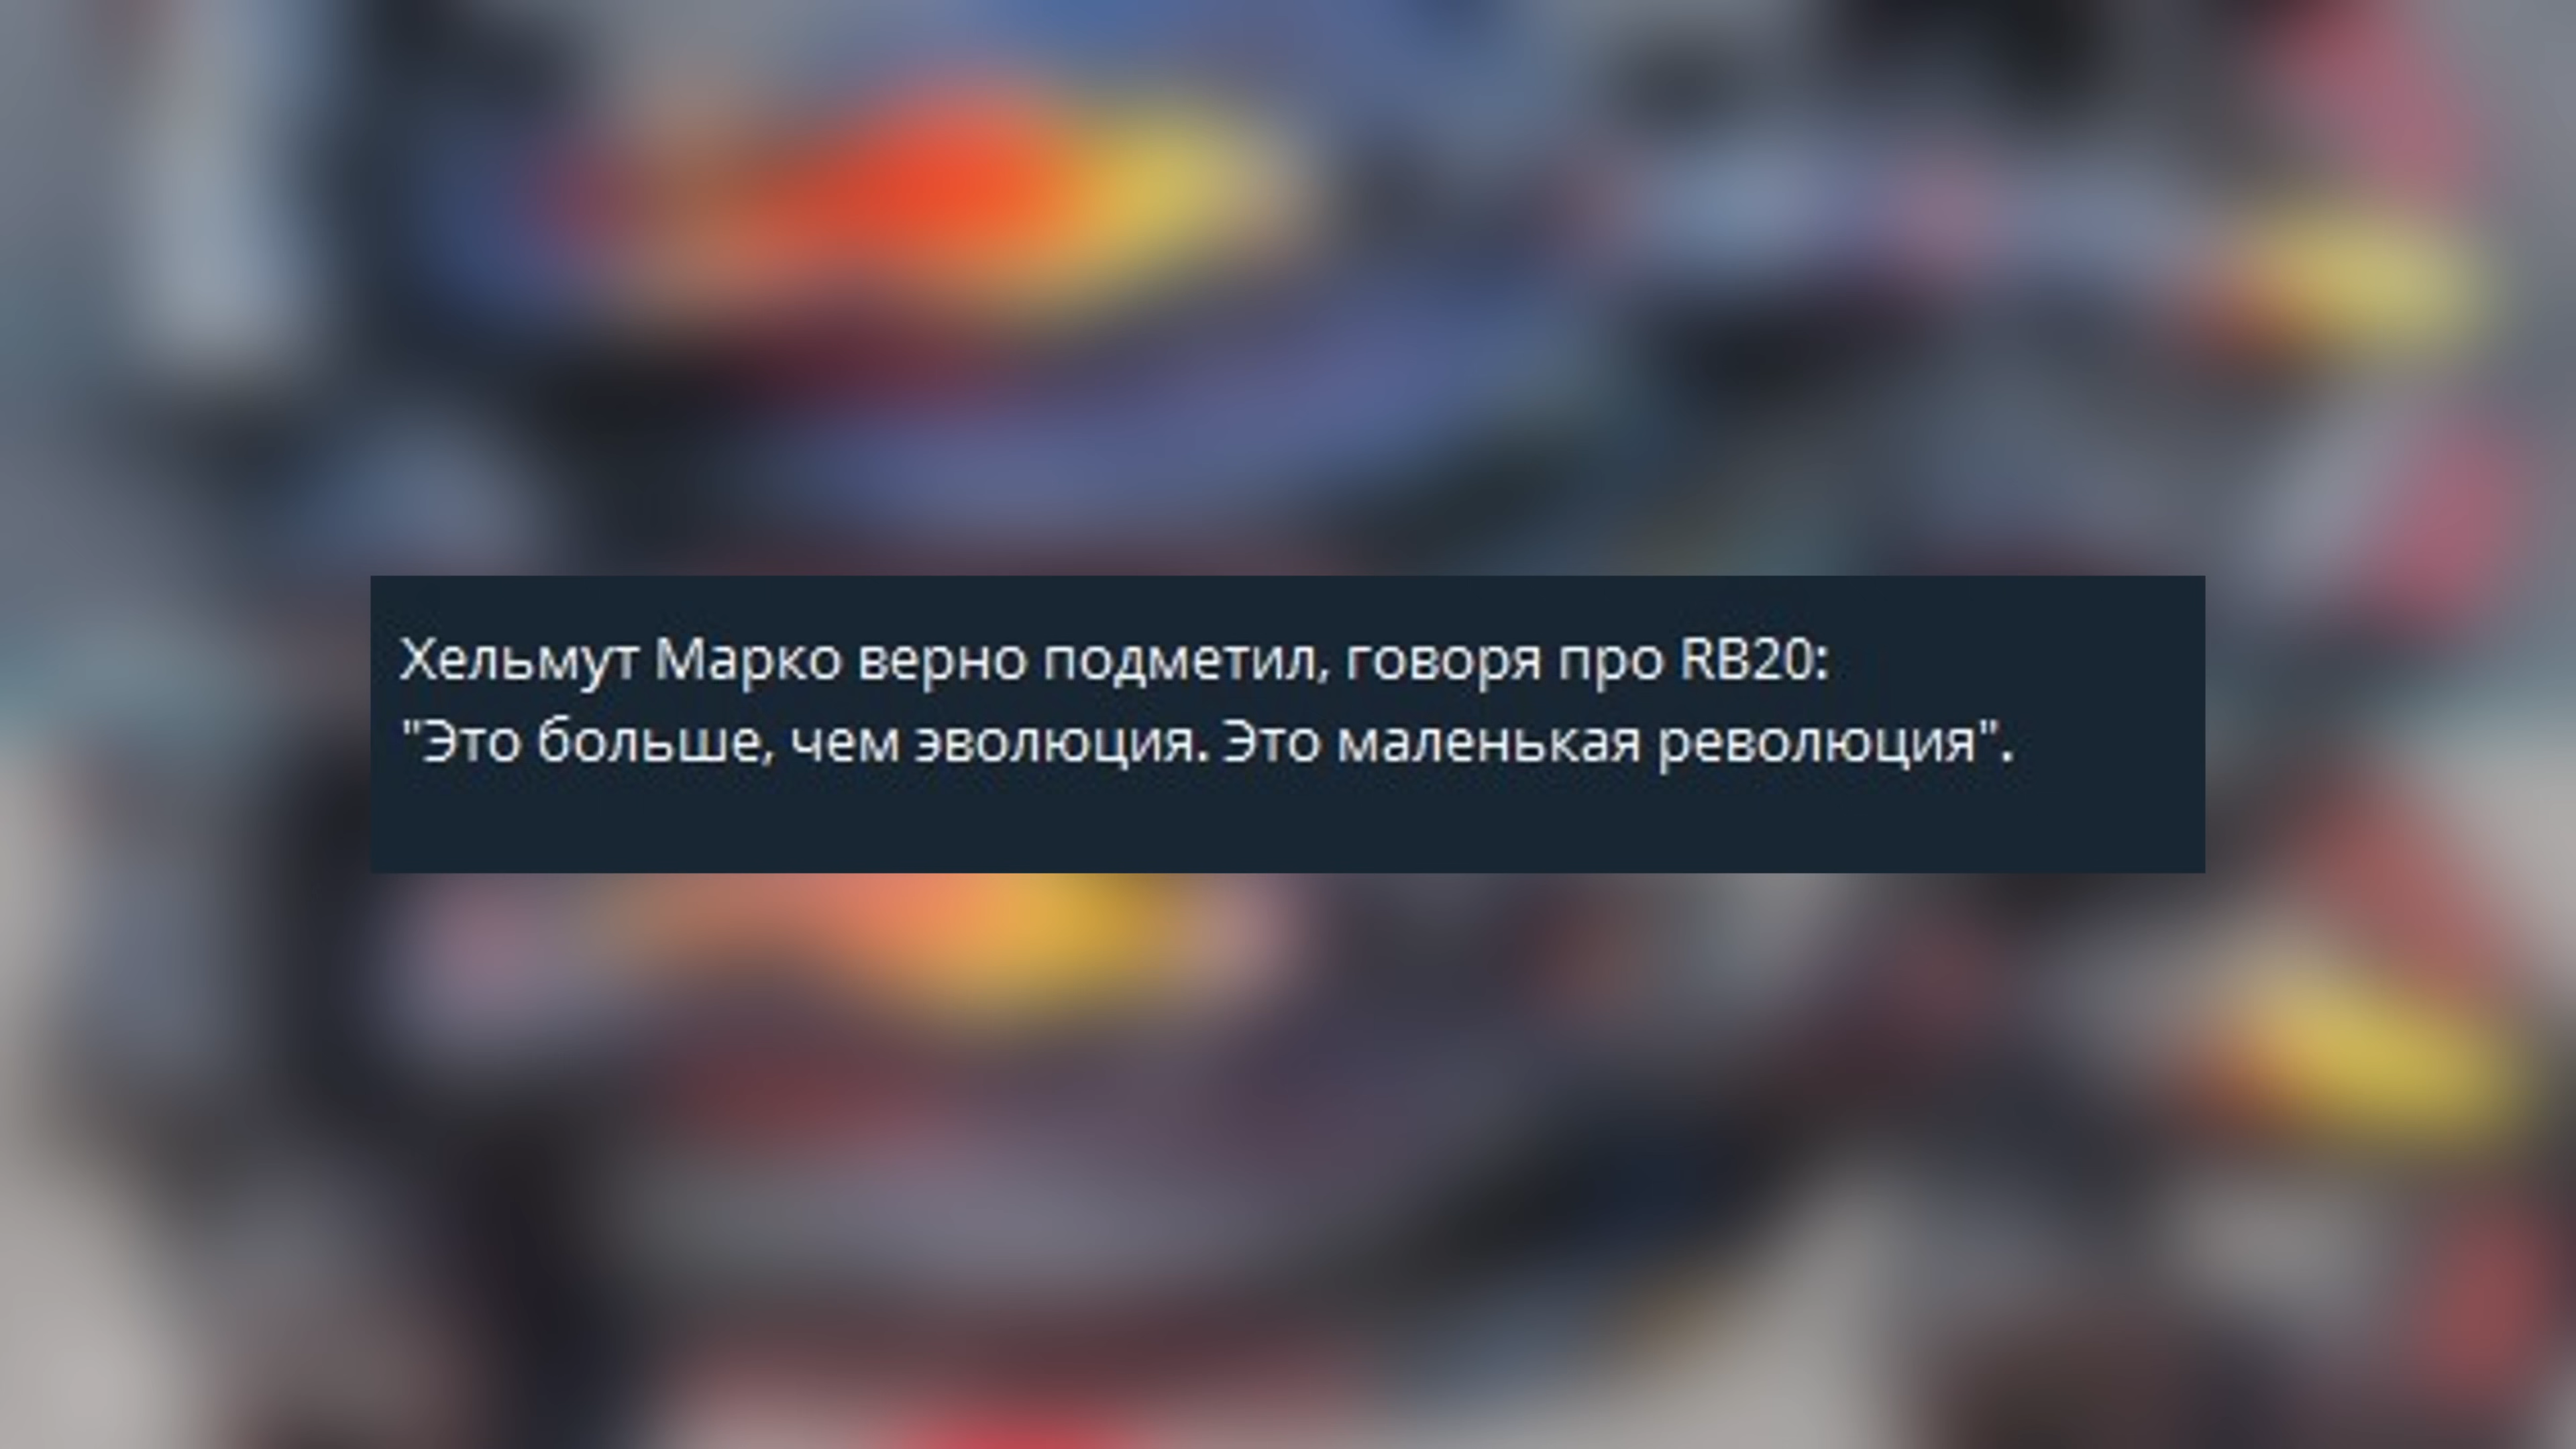 Хельмут Марко верно подметил, говоря про RB20:
"Это больше, чем эволюция. Это маленькая революция".